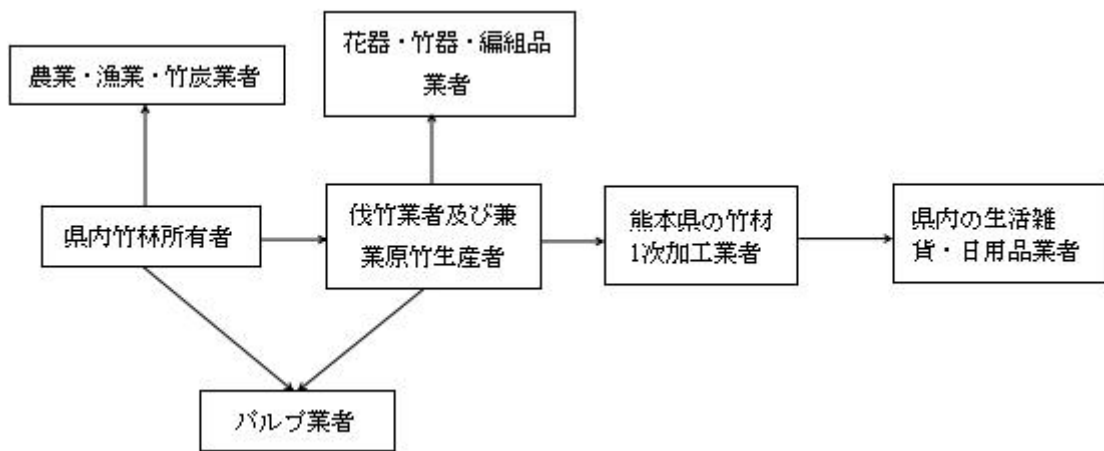 花器・竹器・編組品
業者
農業・漁業・竹炭業者
県内竹林所有者
伐竹業者及び兼
業原竹生産者
熊本県の竹材
1次加工業者
県内の生活雑
貨・日用品業者
パルプ業者